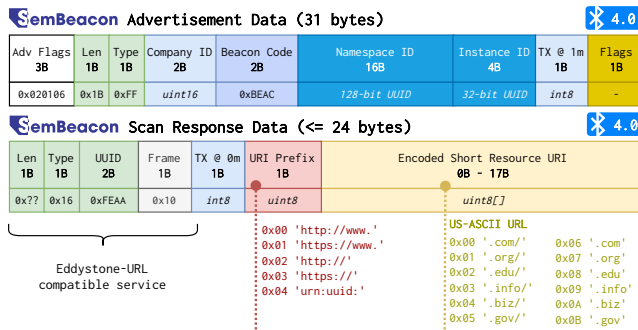 SemBeacon Advertisement Data (31 bytes) 4.0
Adv Flags Len Type Company ID Beacon Code Namespace ID Instance ID TX @ 1m Flags
3B 1B 1B 2B 2B 16B 4B 1B 1B
0x020106 0x1B 0xFF uint16 0xBEAC 128-bit UUID 32-bit UUID int8 -
SemBeacon Scan Response Data (<= 24 bytes) 4.0
Len Type UUID Frame TX @ 0m URI Prefix Encoded Short Resource URI
1B 1B 2B 1B 1B 1B 0B - 17B
0x?? 0x16 0xFEAA 0x10 int8 uint8 uint8[]
Eddystone-URL
compatible service
0x00 'http://www.'
0x01 'https://www.'
0x02 'http://'
0x03 'https://'
0x04 'urn:uuid:'
US-ASCII URL
0x00 '.com/' 0x06 '.com'
0x01 '.org/' 0x07 '.org'
0x02 '.edu/' 0x08 '.edu'
0x03 '.info/' 0x09 '.info'
0x04 '.biz/' 0x0A '.biz'
0x05 '.gov/' 0x0B '.gov'